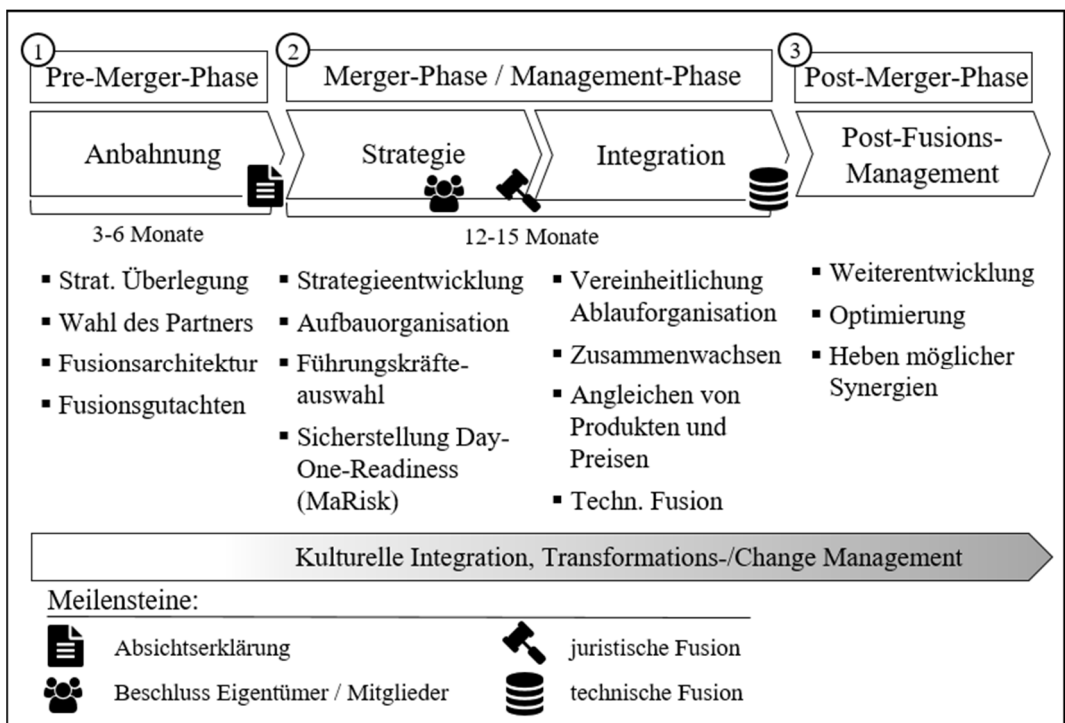 1
Pre-Merger-Phase
2
Merger-Phase / Management-Phase
3
Post-Merger-Phase
Anbahnung
Strategie
Integration
Post-Fusions-
Management
3-6 Monate
12-15 Monate
▪ Strat. Überlegung
▪ Wahl des Partners
▪ Fusionsarchitektur
▪ Fusionsgutachten
▪ Strategieentwicklung
▪ Aufbauorganisation
▪ Führungskräfte-
auswahl
▪ Sicherstellung Day-
One-Readiness
(MaRisk)
▪ Vereinheitlichung
Ablauforganisation
▪ Zusammenwachsen
▪ Angleichen von
Produkten und
Preisen
▪ Techn. Fusion
▪ Weiterentwicklung
▪ Optimierung
▪ Heben möglicher
Synergien
Kulturelle Integration, Transformations-/Change Management
Meilensteine:
Absichtserklärung
juristische Fusion
Beschluss Eigentümer / Mitglieder
technische Fusion